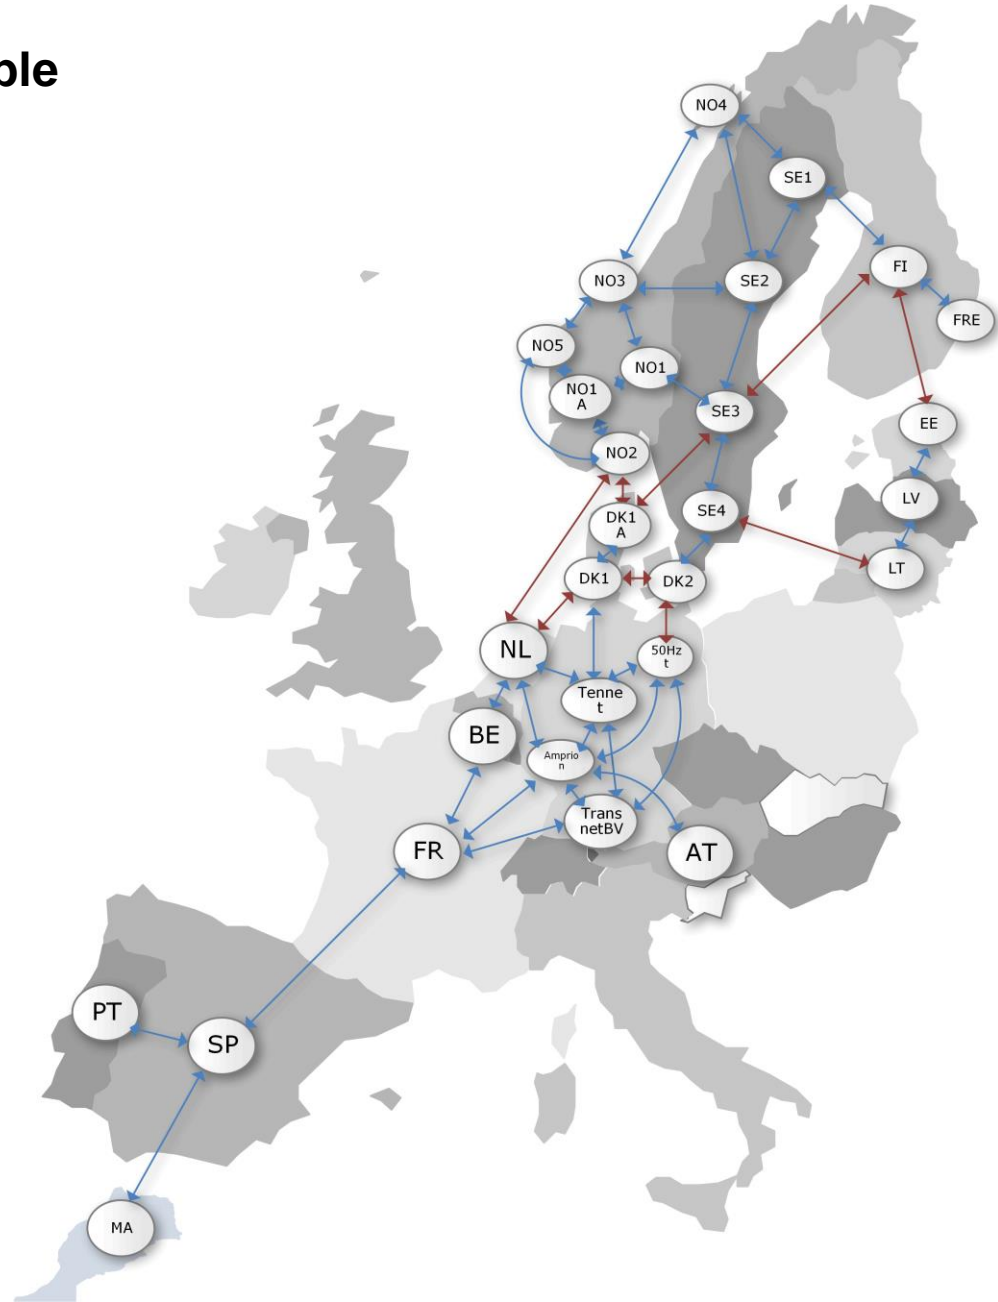 ple
NO4
SE1
FI
NO3
SE2
FRE
NO5
NO1
NO1
A
SE3
EE
NO2
LV
SE4
DK1
A
LT
DK1
DK2
NL
50Hz
t
Tenne
t
BE
Amprio
n
Trans
netBV
FR
AT
PT
SP
MA